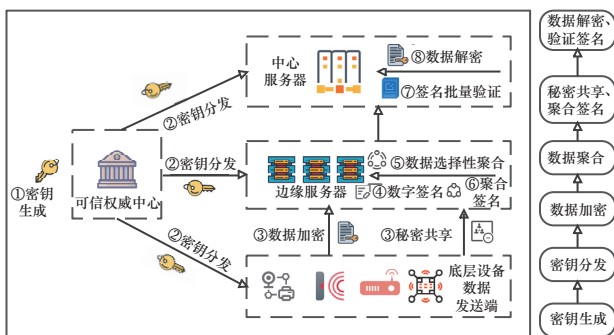 中心
服务器
⑧数据解密
⑦签名批量验证
②密钥分发
①密钥
生成
可信权威中心
②密钥分发
边缘服务器
⑤数据选择性聚合
④数字签名
⑥聚合
签名
②密钥分发
③数据加密
③秘密共享
底层设备
数据
发送端
数据解密、
验证签名
秘密共享、
聚合签名
数据聚合
数据加密
密钥分发
密钥生成